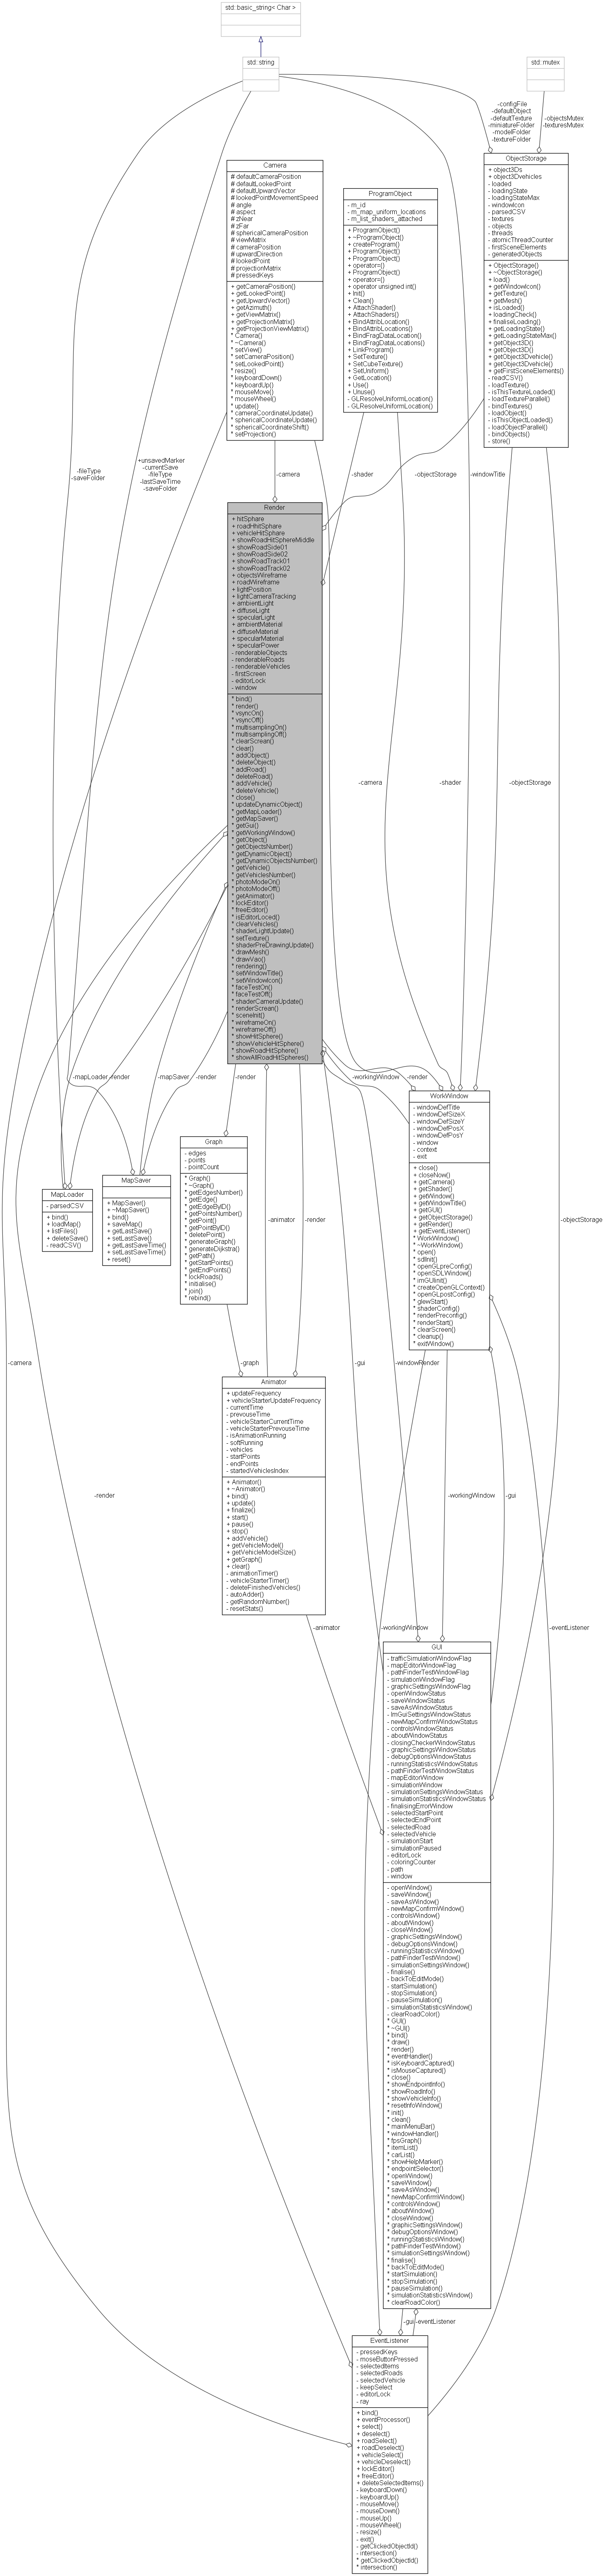 std::basic_string< Char >
std::string
std::mutex
-configFile
-defaultObject
-defaultTexture
-miniatureFolder
-modelFolder
-textureFolder
-objectsMutex
-texturesMutex
ObjectStorage
+ object3Ds
+ object3Dvehicles
- loaded
- loadingState
- loadingStateMax
- windowIcon
- parsedCSV
- textures
- objects
- threads
- atomicThreadCounter
- firstSceneElements
- generatedObjects
+ ObjectStorage()
+ ~ObjectStorage()
+ load()
+ getWindowIcon()
+ getTexture()
+ getMesh()
+ isLoaded()
+ loadingCheck()
+ finaliseLoading()
+ getLoadingState()
+ getLoadingStateMax()
+ getObject3D()
+ getObject3D()
+ getObject3Dvehicle()
+ getObject3Dvehicle()
+ getFirstSceneElements()
- readCSV()
- loadTexture()
- isThisTextureLoaded()
- loadTextureParallel()
- bindTextures()
- loadObject()
- isThisObjectLoaded()
- loadObjectParallel()
- bindObjects()
- store()
Camera
# defaultCameraPosition
# defaultLookedPoint
# defaultUpwardVector
# lookedPointMovementSpeed
# angle
# aspect
# zNear
# zFar
# sphericalCameraPosition
# viewMatrix
# cameraPosition
# upwardDirection
# lookedPoint
# projectionMatrix
# pressedKeys
+ getCameraPosition()
+ getLookedPoint()
+ getUpwardVector()
+ getAzimuth()
+ getViewMatrix()
+ getProjectionMatrix()
+ getProjectionViewMatrix()
* Camera()
* ~Camera()
* setView()
* setCameraPosition()
* setLookedPoint()
* resize()
* keyboardDown()
* keyboardUp()
* mouseMove()
* mouseWheel()
* update()
* cameraCoordinateUpdate()
* sphericalCoordinateUpdate()
* sphericalCoordinateShift()
* setProjection()
ProgramObject
- m_id
- m_map_uniform_locations
- m_list_shaders_attached
+ ProgramObject()
+ ~ProgramObject()
+ createProgram()
+ ProgramObject()
+ ProgramObject()
+ operator=()
+ ProgramObject()
+ operator=()
+ operator unsigned int()
+ Init()
+ Clean()
+ AttachShader()
+ AttachShaders()
+ BindAttribLocation()
+ BindAttribLocations()
+ BindFragDataLocation()
+ BindFragDataLocations()
+ LinkProgram()
+ SetTexture()
+ SetCubeTexture()
+ SetUniform()
+ GetLocation()
+ Use()
+ Unuse()
- GLResolveUniformLocation()
- GLResolveUniformLocation()
-fileType
-saveFolder
+unsavedMarker
-currentSave
-fileType
-lastSaveTime
-saveFolder
-camera
-shader
-objectStorage
-windowTitle
Render
+ hitSphare
+ roadHhitSphare
+ vehicleHitSphare
+ showRoadHitSphereMiddle
+ showRoadSide01
+ showRoadSide02
+ showRoadTrack01
+ showRoadTrack02
+ objectsWireframe
+ roadWireframe
+ lightPosition
+ lightCameraTracking
+ ambientLight
+ diffuseLight
+ specularLight
+ ambientMaterial
+ diffuseMaterial
+ specularMaterial
+ specularPower
- renderableObjects
- renderableRoads
- renderableVehicles
- firstScreen
- editorLock
- window
* bind()
* render()
* vsyncOn()
* vsyncOff()
* multisamplingOn()
* multisamplingOff()
* clearScrean()
* clear()
* addObject()
* deleteObject()
* addRoad()
* deleteRoad()
* addVehicle()
* deleteVehicle()
* close()
* updateDynamicObject()
* getMapLoader()
* getMapSaver()
* getGui()
* getWorkingWindow()
* getObject()
* getObjectsNumber()
* getDynamicObject()
* getDynamicObjectsNumber()
* getVehicle()
* getVehiclesNumber()
* photoModeOn()
* photoModeOff()
* getAnimator()
* lockEditor()
* freeEditor()
* isEditorLoced()
* clearVehicles()
* shaderLightUpdate()
* setTexture()
* shaderPreDrawingUpdate()
* drawMesh()
* drawVao()
* rendering()
* setWindowTitle()
* setWindowIcon()
* faceTestOn()
* faceTestOff()
* shaderCameraUpdate()
* renderScrean()
* sceneInit()
* wireframeOn()
* wireframeOff()
* showHitSphere()
* showVehicleHitSphere()
* showRoadHitSphere()
* showAllRoadHitSpheres()
-camera
-shader
-objectStorage
-mapLoader
-render
-mapSaver
-render
-render
-workingWindow
-render
WorkWindow
- windowDefTitle
- windowDefSizeX
- windowDefSizeY
- windowDefPosX
- windowDefPosY
- window
- context
- exit
+ close()
+ closeNow()
+ getCamera()
+ getShader()
+ getWindow()
+ getWindowTitle()
+ getGUI()
+ getObjectStorage()
+ getRender()
+ getEventListener()
* WorkWindow()
* ~WorkWindow()
* open()
* sdlInit()
* openGLpreConfig()
* openSDLWindow()
* imGUIinit()
* createOpenGLContext()
* openGLpostConfig()
* glewStart()
* shaderConfig()
* renderPreconfig()
* renderStart()
* clearScreen()
* cleanup()
* exitWindow()
Graph
- edges
- points
- pointCount
* Graph()
* ~Graph()
* getEdgesNumber()
* getEdge()
* getEdgeByID()
* getPointsNumber()
* getPoint()
* getPointByID()
* deletePoint()
* generateGraph()
* generateDijkstra()
* getPath()
* getStartPoints()
* getEndPoints()
* lockRoads()
* initialise()
* join()
* rebind()
MapSaver
+ MapSaver()
+ ~MapSaver()
+ bind()
+ saveMap()
+ getLastSave()
+ setLastSave()
+ getLastSaveTime()
+ setLastSaveTime()
+ reset()
MapLoader
- parsedCSV
+ bind()
+ loadMap()
+ listFiles()
+ deleteSave()
- readCSV()
-animator
-render
-objectStorage
-camera
-graph
-gui
-windowRender
Animator
+ updateFrequency
+ vehicleStarterUpdateFrequency
- currentTime
- prevouseTime
- vehicleStarterCurrentTime
- vehicleStarterPrevouseTime
- isAnimationRunning
- softRunning
- vehicles
- startPoints
- endPoints
- startedVehiclesIndex
+ Animator()
+ ~Animator()
+ bind()
+ update()
+ finalize()
+ start()
+ pause()
+ stop()
+ addVehicle()
+ getVehicleModel()
+ getVehicleModelSize()
+ getGraph()
+ clear()
- animationTimer()
- vehicleStarterTimer()
- deleteFinishedVehicles()
- autoAdder()
- getRandomNumber()
- resetStats()
-render
-workingWindow
-gui
-animator
-workingWindow
-eventListener
GUI
- trafficSimulationWindowFlag
- mapEditorWindowFlag
- pathFinderTestWindowFlag
- simulationWindowFlag
- graphicSettingsWindowFlag
- openWindowStatus
- saveWindowStatus
- saveAsWindowStatus
- ImGuiSettingsWindowStatus
- newMapConfirmWindowStatus
- controlsWindowStatus
- aboutWindowStatus
- closingCheckerWindowStatus
- graphicSettingsWindowStatus
- debugOptionsWindowStatus
- runningStatisticsWindowStatus
- pathFinderTestWindowStatus
- mapEditorWindow
- simulationWindow
- simulationSettingsWindowStatus
- simulationStatisticsWindowStatus
- finalisingErrorWindow
- selectedStartPoint
- selectedEndPoint
- selectedRoad
- selectedVehicle
- simulationStart
- simulationPaused
- editorLock
- coloringCounter
- path
- window
- openWindow()
- saveWindow()
- saveAsWindow()
- newMapConfirmWindow()
- controlsWindow()
- aboutWindow()
- closeWindow()
- graphicSettingsWindow()
- debugOptionsWindow()
- runningStatisticsWindow()
- pathFinderTestWindow()
- simulationSettingsWindow()
- finalise()
- backToEditMode()
- startSimulation()
- stopSimulation()
- pauseSimulation()
- simulationStatisticsWindow()
- clearRoadColor()
* GUI()
* ~GUI()
* bind()
* draw()
* render()
* eventHandler()
* isKeyboardCaptured()
* isMouseCaptured()
* close()
* showEndpointInfo()
* showRoadInfo()
* showVehicleInfo()
* resetInfoWindow()
* init()
* clean()
* mainMenuBar()
* windowHandler()
* fpsGraph()
* itemList()
* carList()
* showHelpMarker()
* endpointSelector()
* openWindow()
* saveWindow()
* saveAsWindow()
* newMapConfirmWindow()
* controlsWindow()
* aboutWindow()
* closeWindow()
* graphicSettingsWindow()
* debugOptionsWindow()
* runningStatisticsWindow()
* pathFinderTestWindow()
* simulationSettingsWindow()
* finalise()
* backToEditMode()
* startSimulation()
* stopSimulation()
* pauseSimulation()
* simulationStatisticsWindow()
* clearRoadColor()
-gui
-eventListener
EventListener
- pressedKeys
- moseButtonPressed
- selectedItems
- selectedRoads
- selectedVehicle
- keepSelect
- editorLock
- ray
+ bind()
+ eventProcessor()
+ select()
+ deselect()
+ roadSelect()
+ roadDeselect()
+ vehicleSelect()
+ vehicleDeselect()
+ lockEditor()
+ freeEditor()
+ deleteSelectedItems()
- keyboardDown()
- keyboardUp()
- mouseMove()
- mouseDown()
- mouseUp()
- mouseWheel()
- resize()
- exit()
- getClickedObjectId()
- intersection()
* getClickedObjectId()
* intersection()